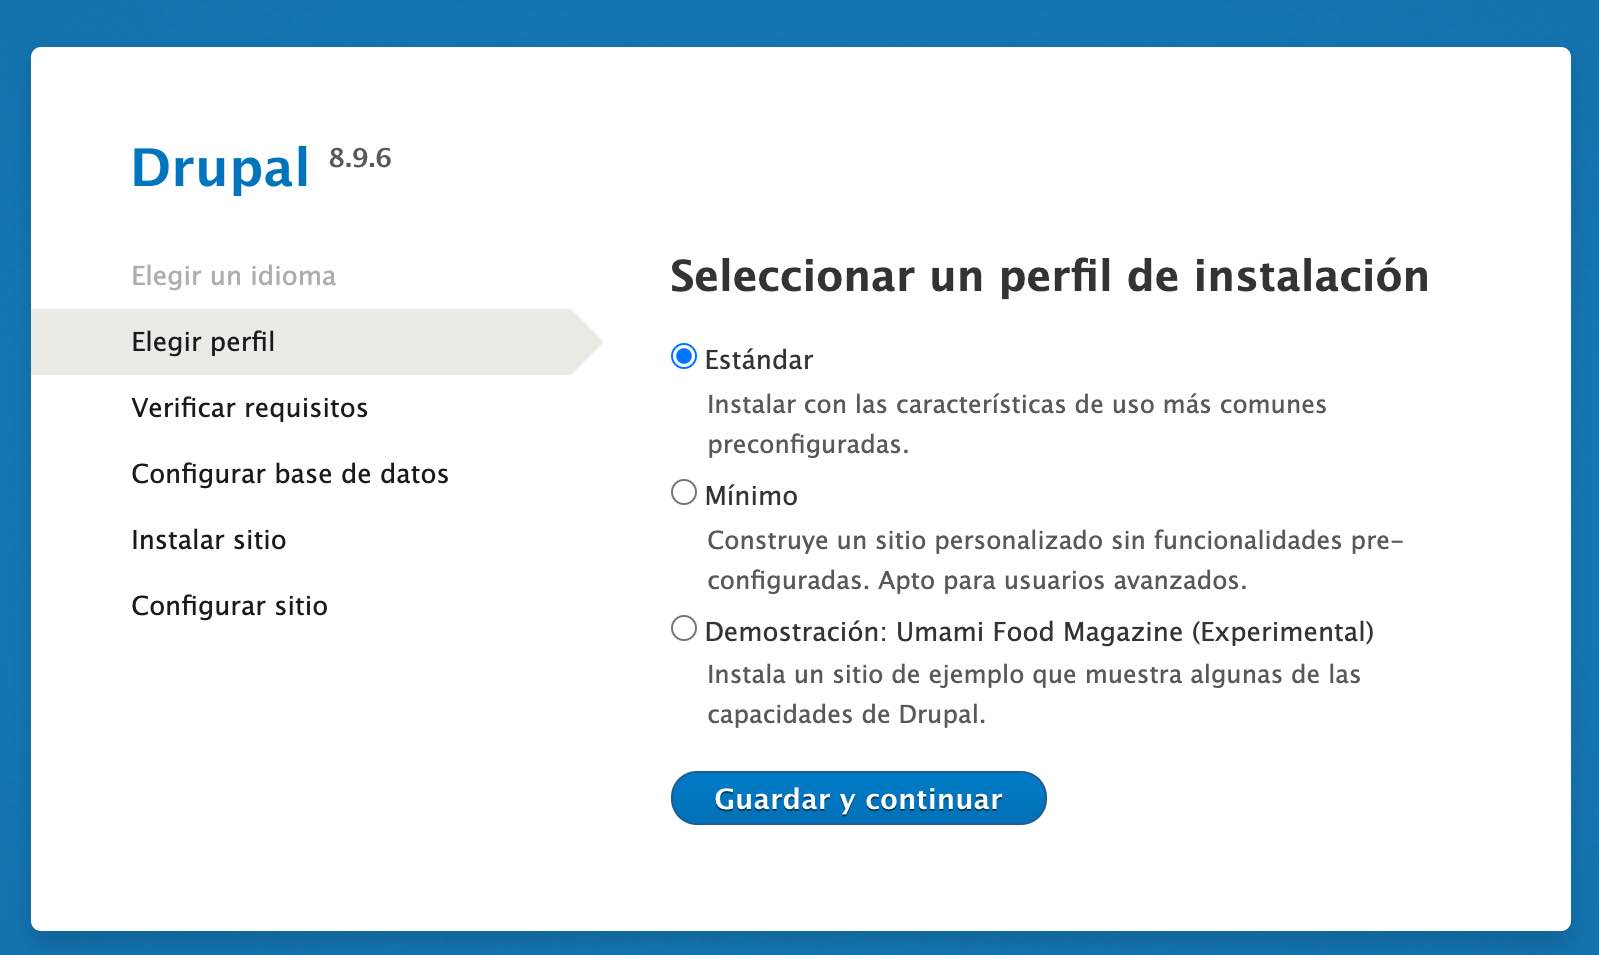 Drupal 8.9.6
Elegir un idioma
Elegir perfil
Verificar requisitos
Configurar base de datos
Instalar sitio
Configurar sitio
Seleccionar un perfil de instalación
Estándar
Instalar con las características de uso más comunes
preconfiguradas.
Mínimo
Construye un sitio personalizado sin funcionalidades pre-
configuradas. Apto para usuarios avanzados.
Demostración: Umami Food Magazine (Experimental)
Instala un sitio de ejemplo que muestra algunas de las
capacidades de Drupal.
Guardar y continuar